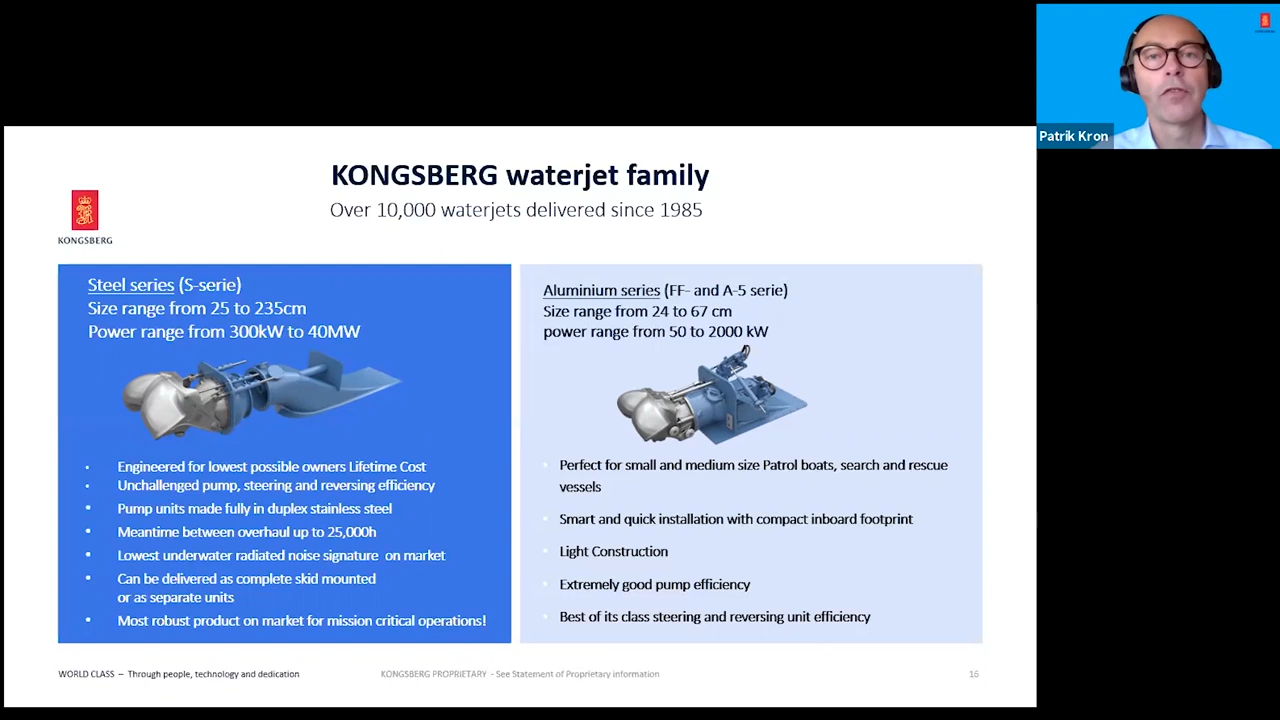 Patrik Kron
KONGSBERG waterjet family
Over 10,000 waterjets delivered since 1985
KONGSBERG
Steel series (S-serie)
Size range from 25 to 235cm
Power range from 300kW to 40MW
• Engineered for lowest possible owners Lifetime Cost
• Unchallenged pump, steering and reversing efficiency
• Pump units made fully in duplex stainless steel
• Meantime between overhaul up to 25,000h
• Lowest underwater radiated noise signature on market
• Can be delivered as complete skid mounted
or as separate units
• Most robust product on market for mission critical operations!
Aluminium series (FF- and A-5 serie)
Size range from 24 to 67 cm
power range from 50 to 2000 kW
• Perfect for small and medium size Patrol boats, search and rescue
vessels
• Smart and quick installation with compact inboard footprint
• Light Construction
• Extremely good pump efficiency
• Best of its class steering and reversing unit efficiency
WORLD CLASS – Through people, technology and dedication
KONGSBERG PROPRIETARY - See Statement of Proprietary information
16